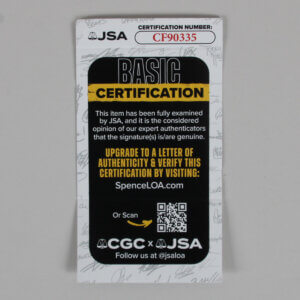 JSA
CERTIFICATION NUMBER:
CF90335
BASIC
CERTIFICATION
This item has been fully examined
by JSA, and it is the considered
opinion of our expert authenticators
that the signature(s) is/are genuine.
UPGRADE TO A LETTER OF
AUTHENTICITY & VERIFY THIS
CERTIFICATION BY VISITING:
SpenceLOA.com
Or Scan
CGC x JSA
Follow us at @jsaloa